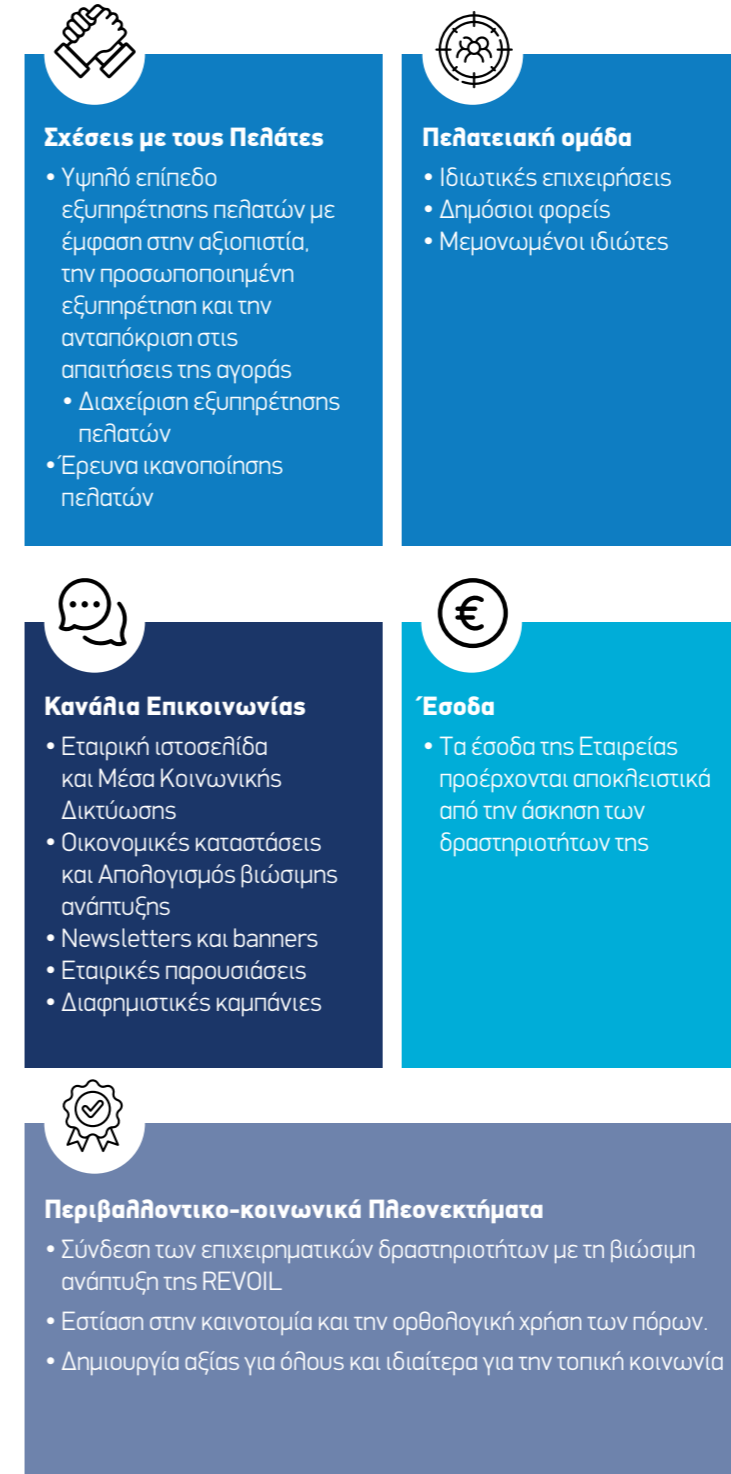 Σχέσεις με τους Πελάτες
• Υψηλό επίπεδο
εξυπηρέτησης πελατών με
έμφαση στην αξιοπιστία,
την προσωποποιημένη
εξυπηρέτηση και την
ανταπόκριση στις
απαιτήσεις της αγοράς
• Διαχείριση εξυπηρέτησης
πελατών
• Έρευνα ικανοποίησης
πελατών
Πελατειακή ομάδα
• Ιδιωτικές επιχειρήσεις
• Δημόσιοι φορείς
• Μεμονωμένοι ιδιώτες
Κανάλια Επικοινωνίας
• Εταιρική ιστοσελίδα
και Μέσα Κοινωνικής
Δικτύωσης
• Οικονομικές καταστάσεις
και Απολογισμός βιώσιμης
ανάπτυξης
• Newsletters και banners
• Εταιρικές παρουσιάσεις
• Διαφημιστικές καμπάνιες
€
Έσοδα
• Τα έσοδα της Εταιρείας
προέρχονται αποκλειστικά
από την άσκηση των
δραστηριοτήτων της
Περιβαλλοντικο-κοινωνικά Πλεονεκτήματα
• Σύνδεση των επιχειρηματικών δραστηριοτήτων με τη βιώσιμη
ανάπτυξη της REVOIL
• Εστίαση στην καινοτομία και την ορθολογική χρήση των πόρων.
• Δημιουργία αξίας για όλους και ιδιαίτερα για την τοπική κοινωνία